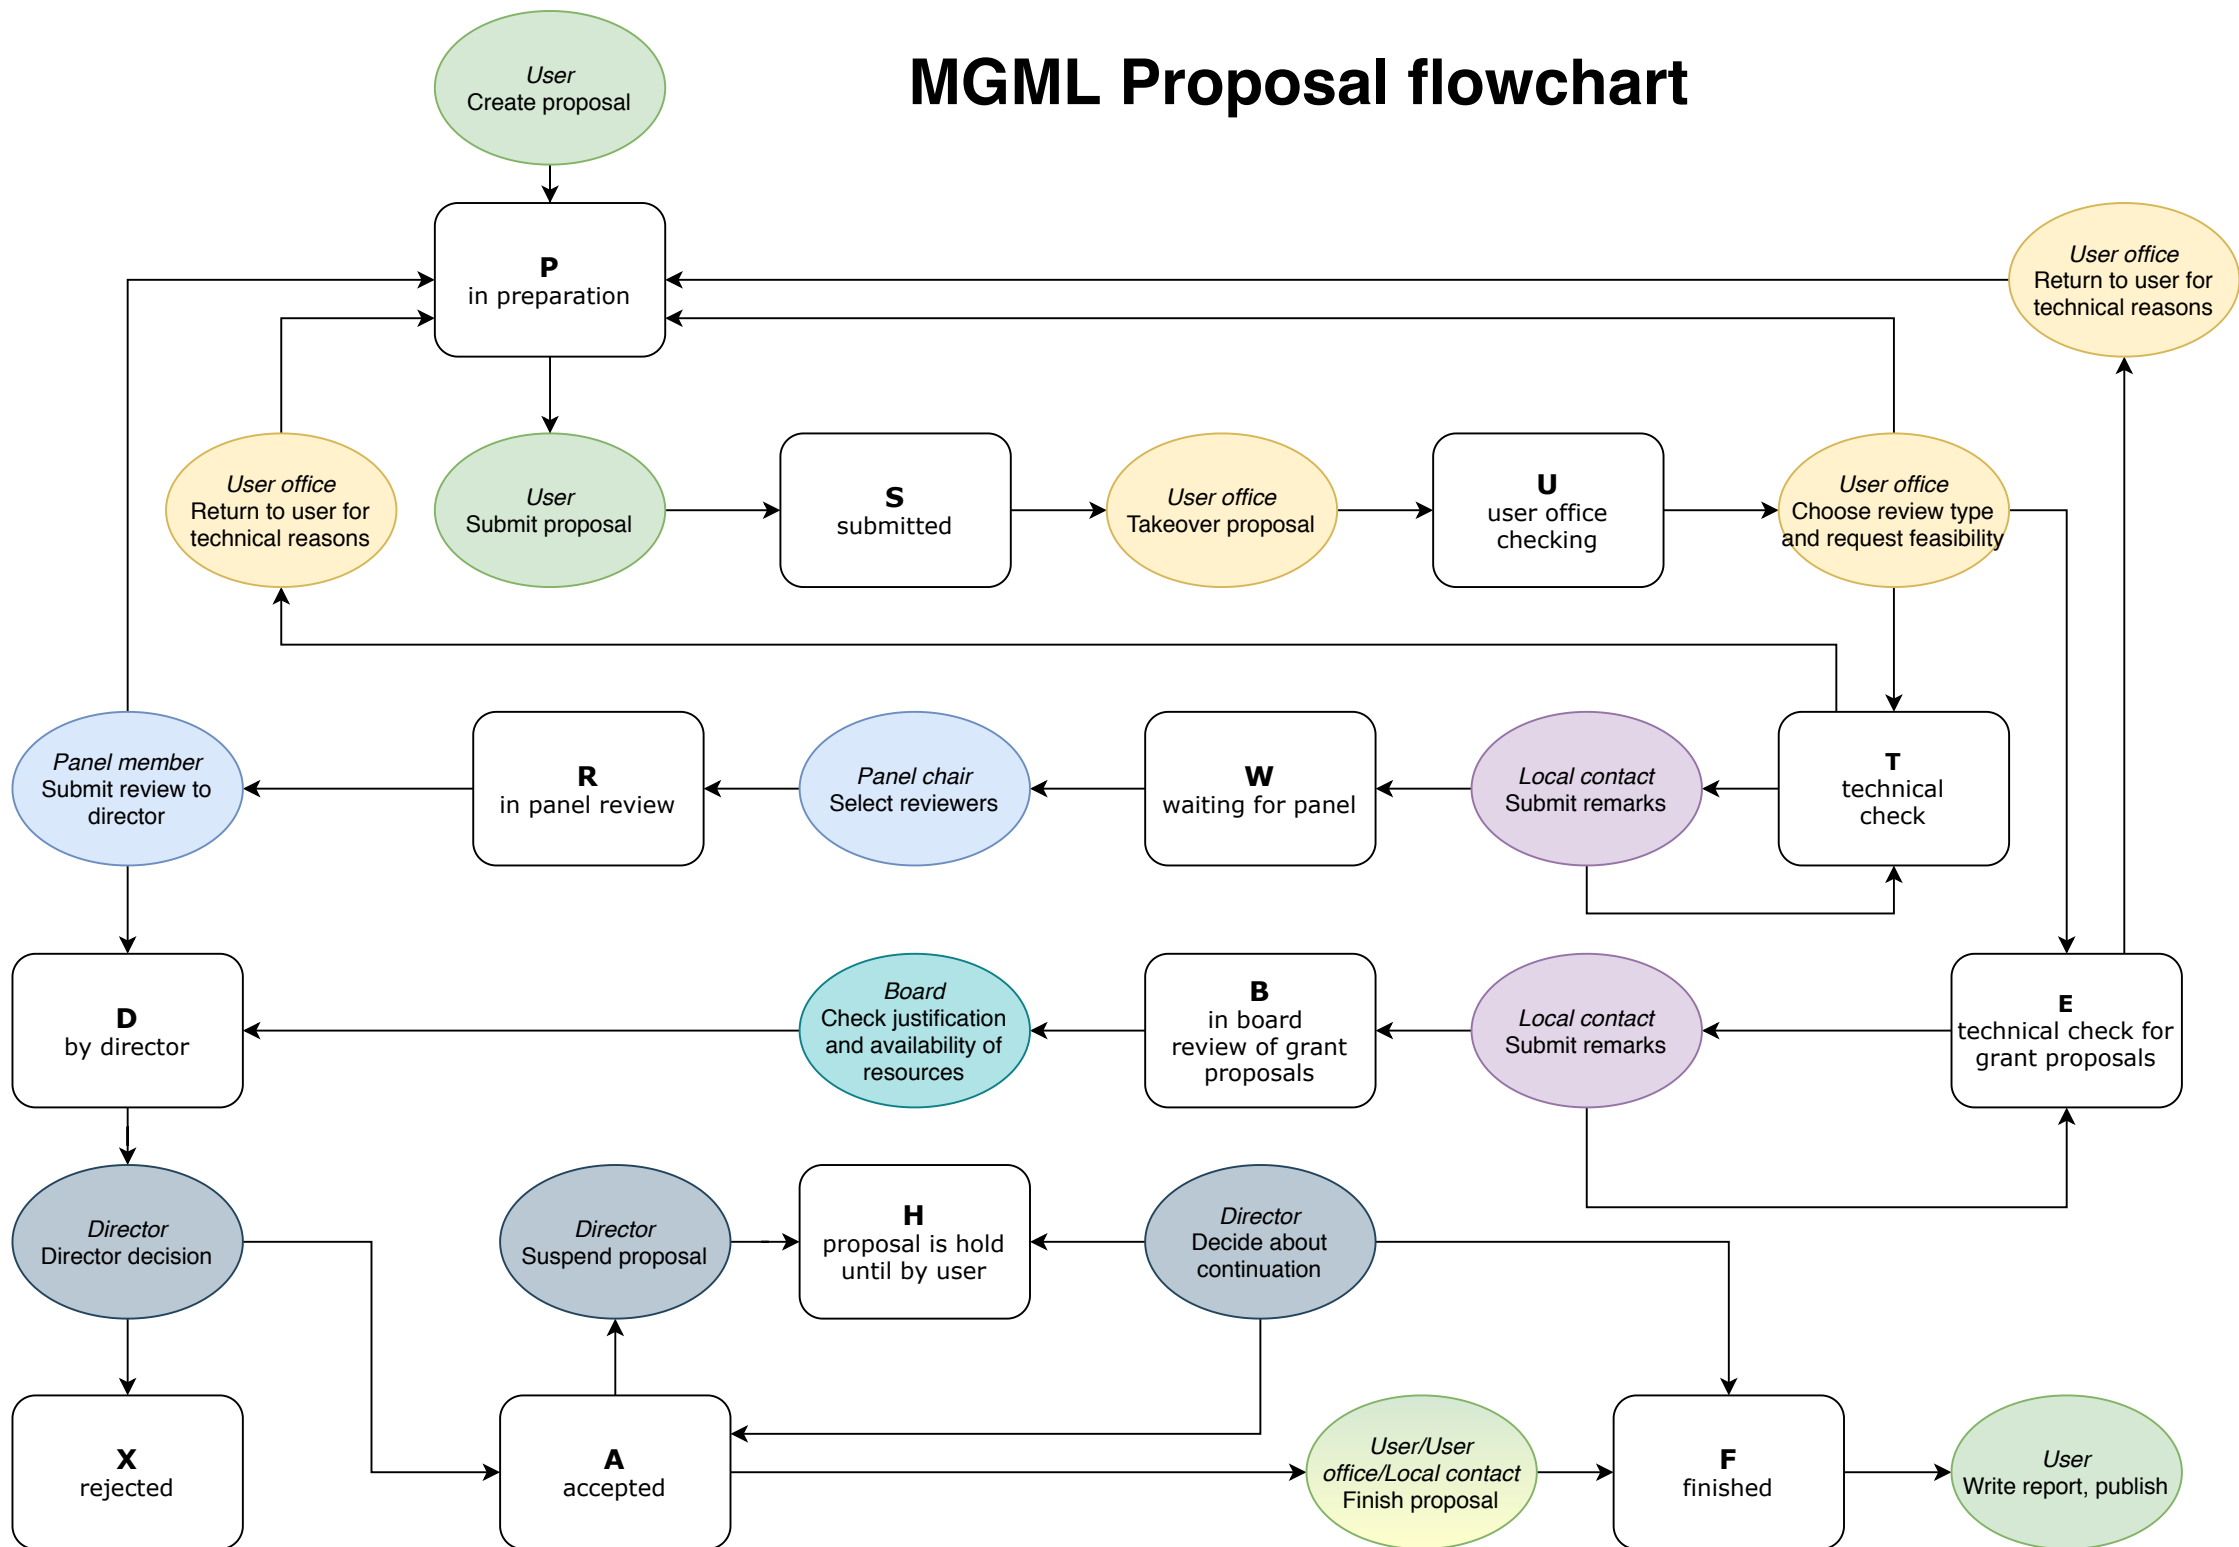 MGML Proposal flowchart
User
Create proposal
P
in preparation
User office
Return to user for
technical reasons
User office
Return to user for
technical reasons
User
Submit proposal
S
submitted
User office
Takeover proposal
U
user office
checking
User office
Choose review type
and request feasibility
Panel member
Submit review to
director
R
in panel review
Panel chair
Select reviewers
W
waiting for panel
Local contact
Submit remarks
T
technical
check
D
by director
Board
Check justification
and availability of
resources
B
in board
review of grant
proposals
Local contact
Submit remarks
E
technical check for
grant proposals
Director
Director decision
Director
Suspend proposal
H
proposal is hold
until by user
Director
Decide about
continuation
X
rejected
A
accepted
User/User
office/Local contact
Finish proposal
F
finished
User
Write report, publish